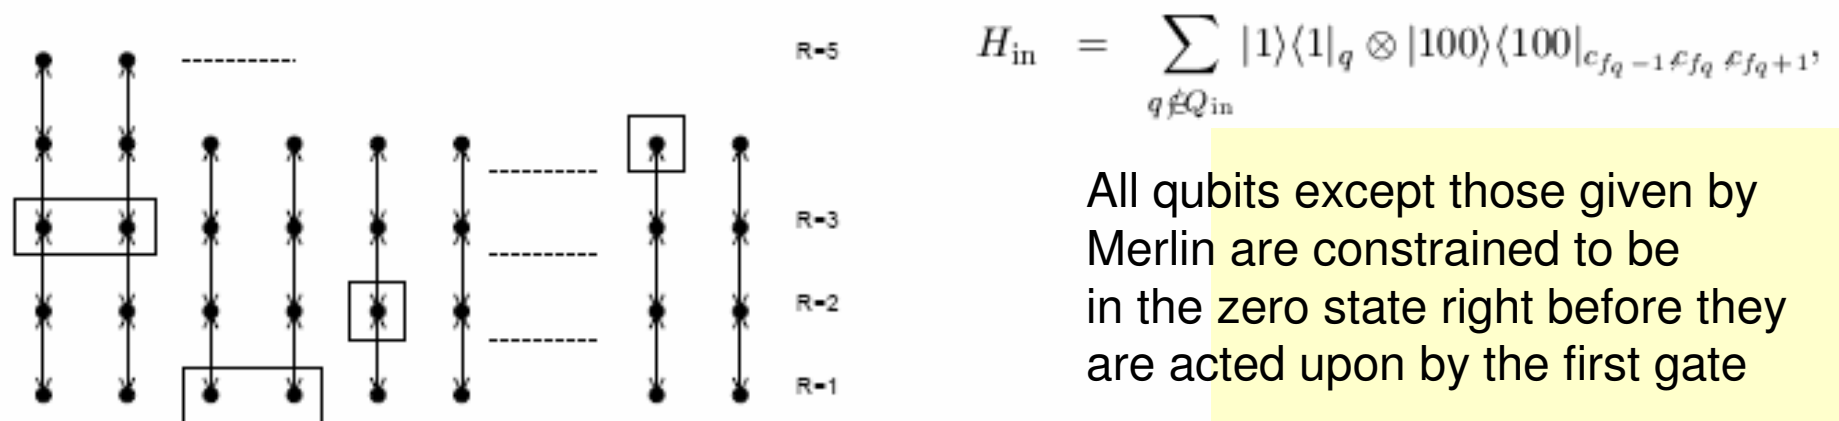 R=5
R=3
R=2
R=1
H_in = ∑_{q∉Q_in} |1⟩⟨1|_q ⊗ |100⟩⟨100|_{c_{f_q−1}, c_{f_q}, c_{f_q+1}},
All qubits except those given by
Merlin are constrained to be
in the zero state right before they
are acted upon by the first gate